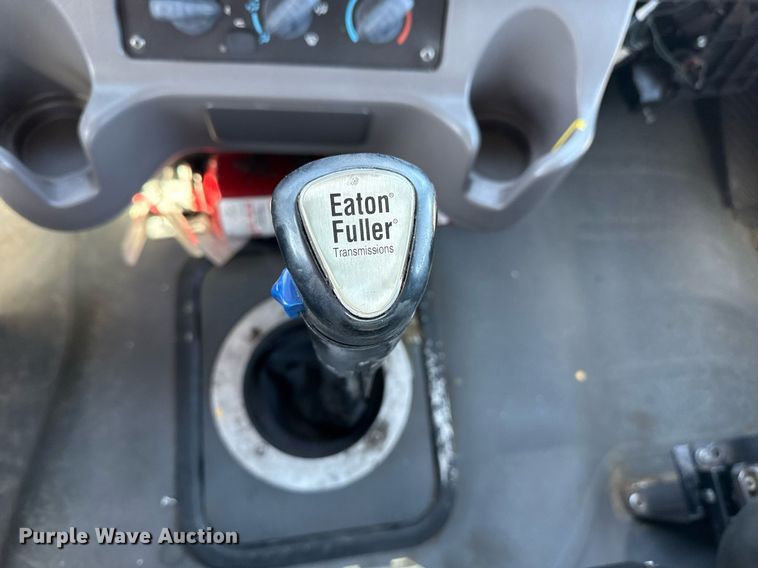 Eaton®
Fuller®
Transmissions
Purple Wave Auction